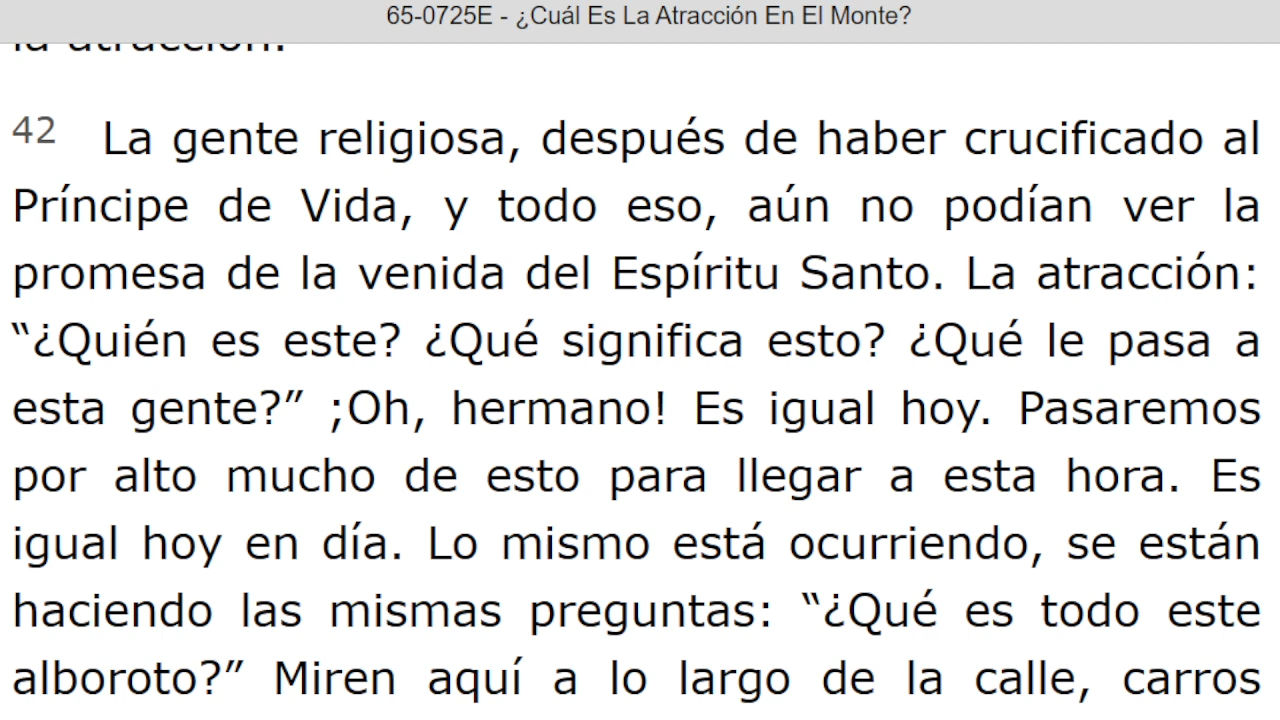 65-0725E - ¿Cuál Es La Atracción En El Monte?
la atracción.
42 La gente religiosa, después de haber crucificado al
Príncipe de Vida, y todo eso, aún no podían ver la
promesa de la venida del Espíritu Santo. La atracción:
“¿Quién es este? ¿Qué significa esto? ¿Qué le pasa a
esta gente?” ;Oh, hermano! Es igual hoy. Pasaremos
por alto mucho de esto para llegar a esta hora. Es
igual hoy en día. Lo mismo está ocurriendo, se están
haciendo las mismas preguntas: “¿Qué es todo este
alboroto?” Miren aquí a lo largo de la calle, carros